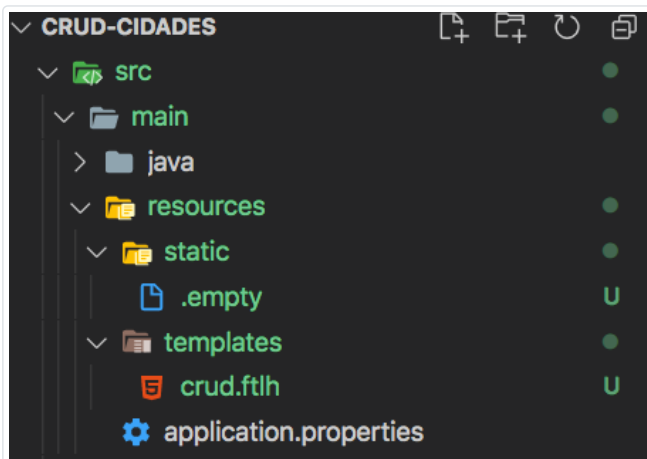 CRUD-CIDADES
src
main
java
resources
static
.empty U
templates
crud.ftlh U
application.properties